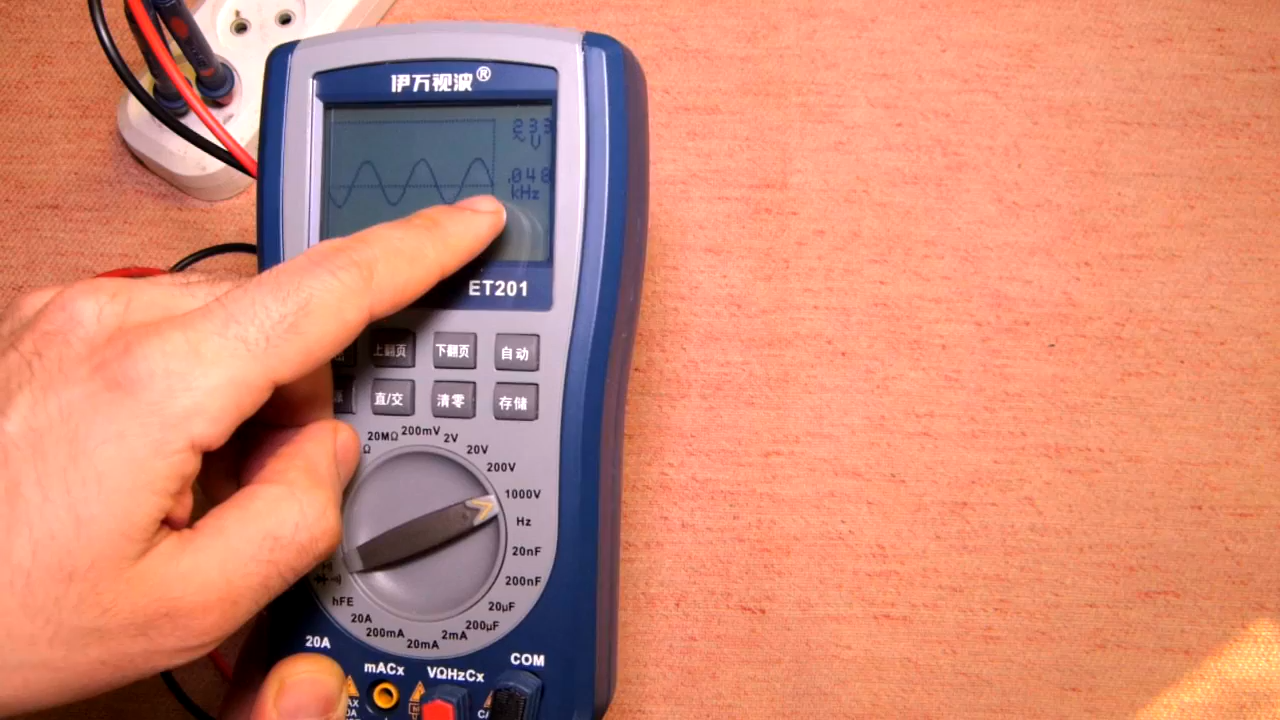 伊万视波®
233
~V
.048
kHz
ET201
上翻页 下翻页 自动
直/交 清零 存储
Ω 20MΩ 200mV 2V 20V 200V
1000V
Hz
20nF
200nF
20µF
200µF
2mA
20mA
200mA
20A
hFE
20A
mACx
VΩHzCx
COM